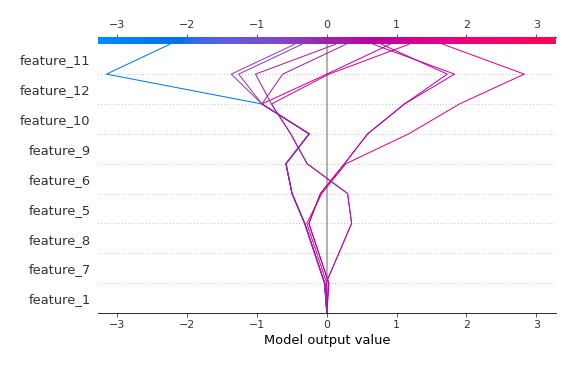 −3 −2 −1 0 1 2 3
feature_11
feature_12
feature_10
feature_9
feature_6
feature_5
feature_8
feature_7
feature_1
−3 −2 −1 0 1 2 3
Model output value